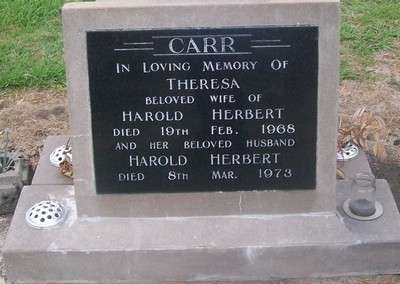 CARR
IN LOVING MEMORY OF
THERESA
BELOVED WIFE OF
HAROLD HERBERT
DIED 19TH FEB. 1968
AND HER BELOVED HUSBAND
HAROLD HERBERT
DIED 8TH MAR. 1973